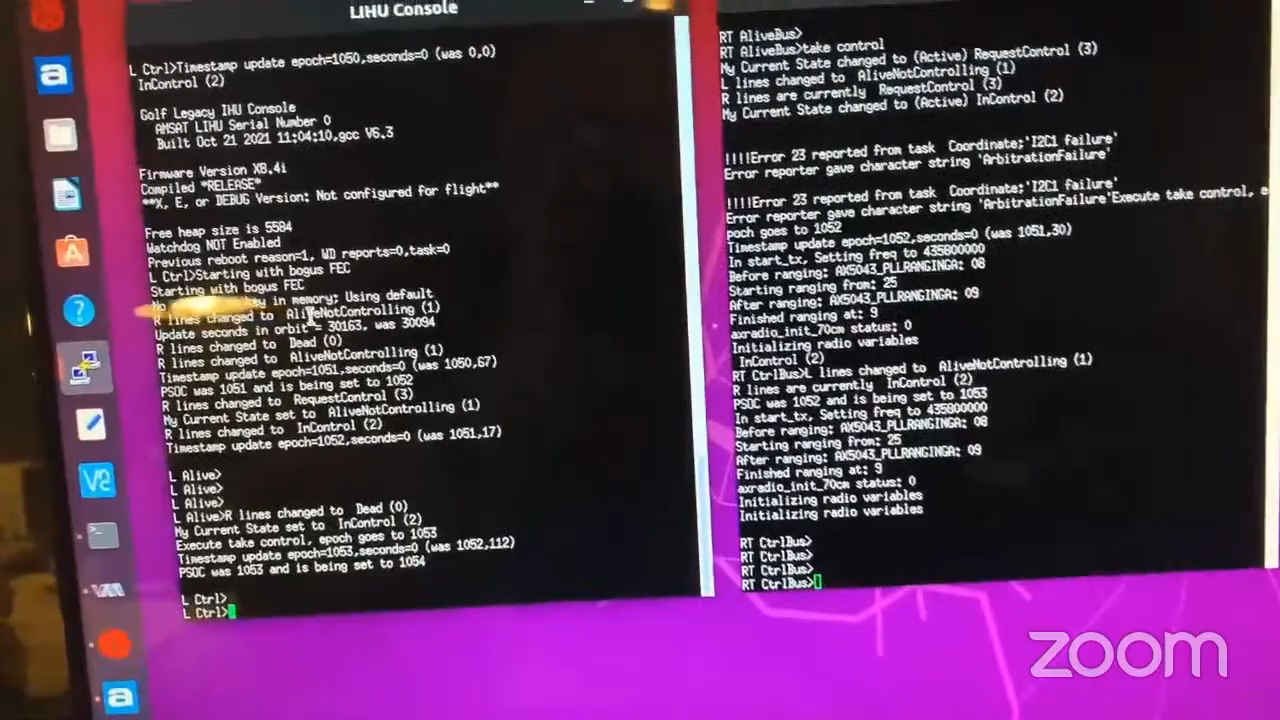 LIHU Console
L Ctrl>Timestamp update epoch=1050,seconds=0 (was 0,0)
InControl (2)
Golf Legacy IHU Console
AMSAT LIHU Serial Number 0
Built Oct 21 2021 11:04:10,gcc V6.3
Firmware Version X8.4i
Compiled *RELEASE*
**X, E, or DEBUG Version: Not configured for flight**
Free heap size is 5584
Watchdog NOT Enabled
Previous reboot reason=1, WD reports=0,task=0
L Ctrl>Starting with bogus FEC
Starting with bogus FEC
No key in memory; Using default
R lines changed to AliveNotControlling (1)
Update seconds in orbit = 30163, was 30094
R lines changed to Dead (0)
R lines changed to AliveNotControlling (1)
Timestamp update epoch=1051,seconds=0 (was 1050,67)
PSOC was 1051 and is being set to 1052
R lines changed to RequestControl (3)
My Current State set to AliveNotControlling (1)
R lines changed to InControl (2)
Timestamp update epoch=1052,seconds=0 (was 1051,17)
L Alive>
L Alive>
L Alive>
L Alive>R lines changed to Dead (0)
My Current State set to InControl (2)
Execute take control, epoch goes to 1053
Timestamp update epoch=1053,seconds=0 (was 1052,112)
PSOC was 1053 and is being set to 1054
L Ctrl>
L Ctrl>
RT AliveBus>
RT AliveBus>take control
My Current State changed to (Active) RequestControl (3)
L lines changed to AliveNotControlling (1)
R lines are currently RequestControl (3)
My Current State changed to (Active) InControl (2)
!!!!Error 23 reported from task Coordinate;'I2C1 failure'
Error reporter gave character string 'ArbitrationFailure'
!!!!Error 23 reported from task Coordinate;'I2C1 failure'
Error reporter gave character string 'ArbitrationFailure'Execute take control, e
poch goes to 1052
Timestamp update epoch=1052,seconds=0 (was 1051,30)
In start_tx, Setting freq to 435800000
Before ranging: AX5043_PLLRANGINGA: 08
Starting ranging from: 25
After ranging: AX5043_PLLRANGINGA: 09
Finished ranging at: 9
axradio_init_70cm status: 0
Initializing radio variables
InControl (2)
RT CtrlBus>L lines changed to AliveNotControlling (1)
R lines are currently InControl (2)
PSOC was 1052 and is being set to 1053
In start_tx, Setting freq to 435800000
Before ranging: AX5043_PLLRANGINGA: 08
Starting ranging from: 25
After ranging: AX5043_PLLRANGINGA: 09
Finished ranging at: 9
axradio_init_70cm status: 0
Initializing radio variables
Initializing radio variables
RT CtrlBus>
RT CtrlBus>
RT CtrlBus>
RT CtrlBus>
zoom